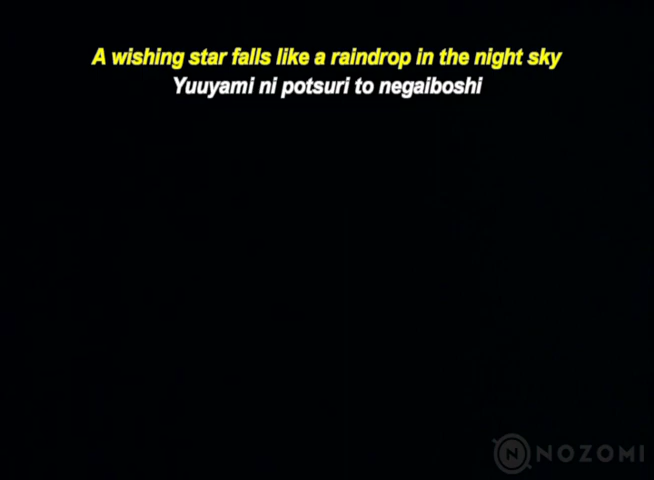 A wishing star falls like a raindrop in the night sky
Yuuyami ni potsuri to negaiboshi
NOZOMI